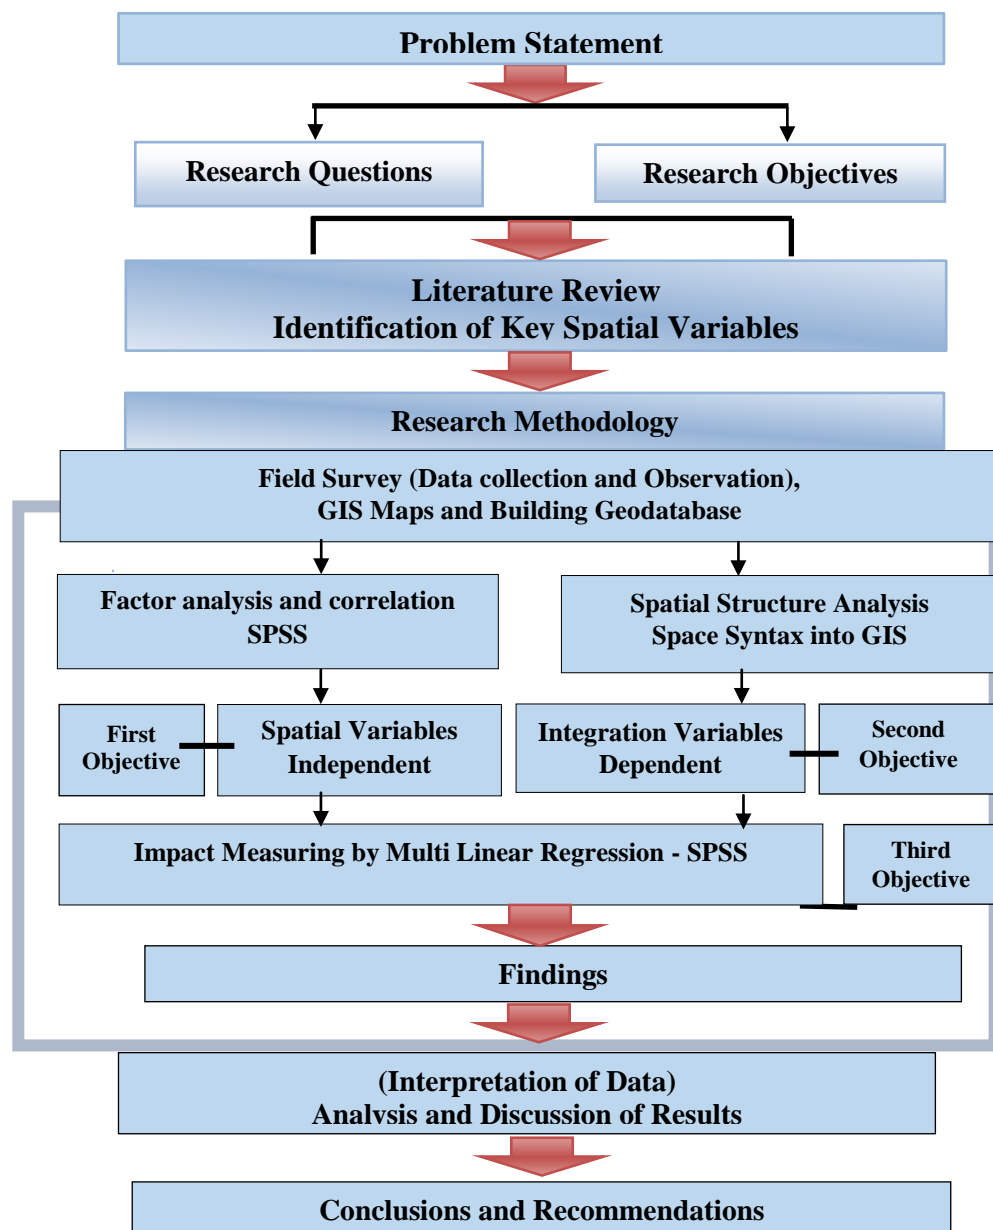 Problem Statement
Research Questions
Research Objectives
Literature Review
Identification of Key Spatial Variables
Research Methodology
Field Survey (Data collection and Observation),
GIS Maps and Building Geodatabase
Factor analysis and correlation
SPSS
Spatial Structure Analysis
Space Syntax into GIS
First
Objective
Spatial Variables
Independent
Integration Variables
Dependent
Second
Objective
Impact Measuring by Multi Linear Regression - SPSS
Third
Objective
Findings
(Interpretation of Data)
Analysis and Discussion of Results
Conclusions and Recommendations